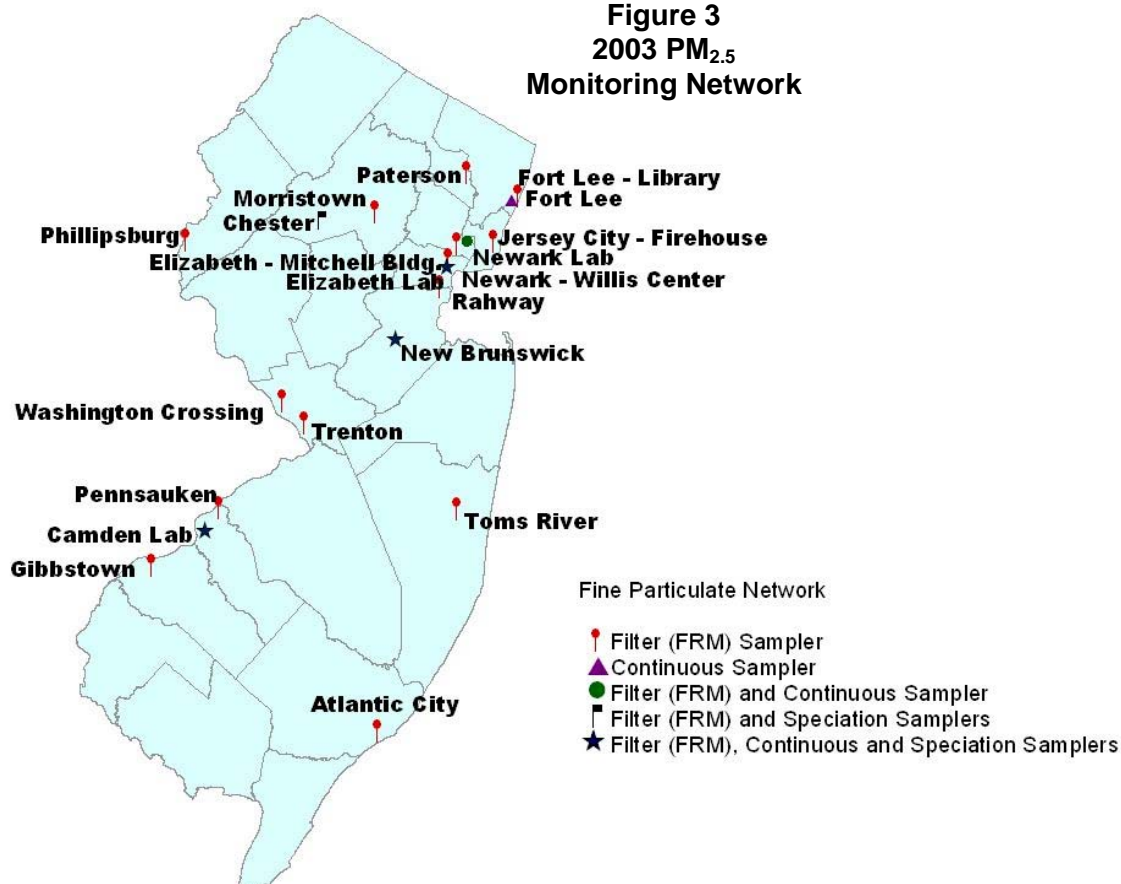 Figure 3
2003 PM2.5
Monitoring Network
Paterson
Fort Lee - Library
Morristown
Fort Lee
Chester
Phillipsburg
Jersey City - Firehouse
Elizabeth - Mitchell Bldg.
Newark Lab
Elizabeth Lab
Newark - Willis Center
Rahway
New Brunswick
Washington Crossing
Trenton
Pennsauken
Toms River
Camden Lab
Gibbstown
Atlantic City
Fine Particulate Network
Filter (FRM) Sampler
Continuous Sampler
Filter (FRM) and Continuous Sampler
Filter (FRM) and Speciation Samplers
Filter (FRM), Continuous and Speciation Samplers